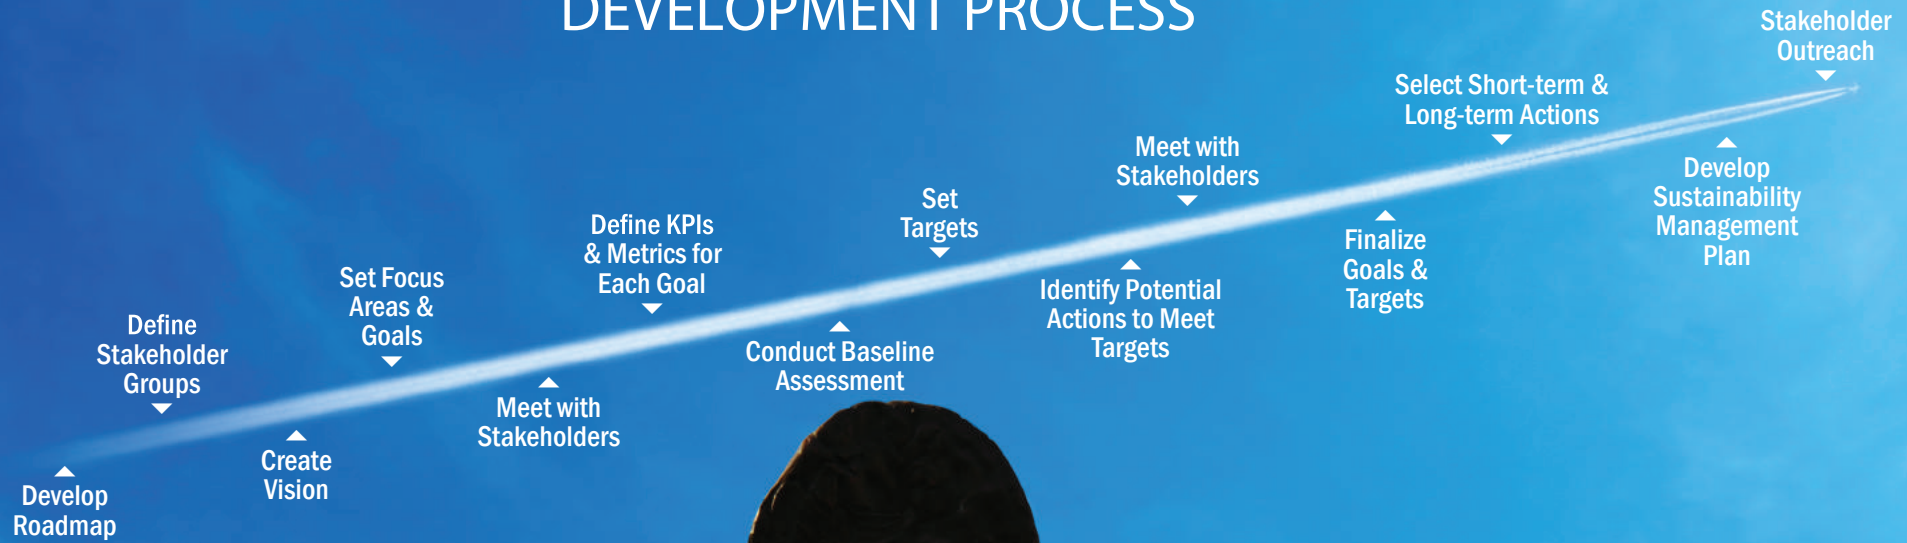 DEVELOPMENT PROCESS
Develop
Roadmap
Define
Stakeholder
Groups
Create
Vision
Set Focus
Areas &
Goals
Meet with
Stakeholders
Define KPIs
& Metrics for
Each Goal
Conduct Baseline
Assessment
Set
Targets
Identify Potential
Actions to Meet
Targets
Meet with
Stakeholders
Finalize
Goals &
Targets
Select Short-term &
Long-term Actions
Develop
Sustainability
Management
Plan
Stakeholder
Outreach